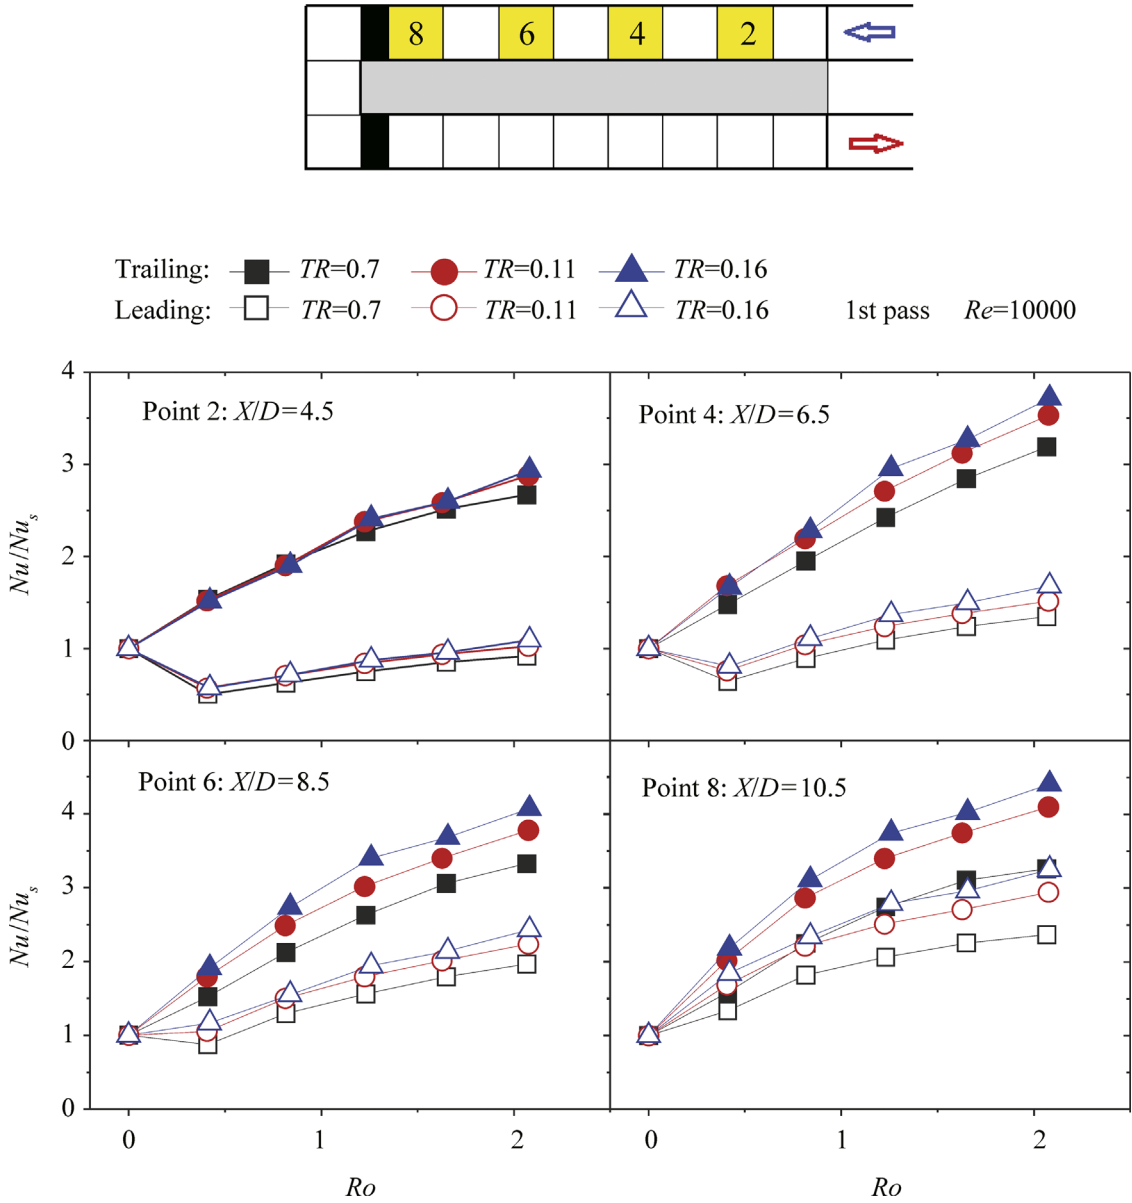 8 6 4 2
Trailing: TR=0.7 TR=0.11 TR=0.16
Leading: TR=0.7 TR=0.11 TR=0.16 1st pass Re=10000
4
3
2
1
0
Nu/Nus
Point 2: X/D=4.5
Point 4: X/D=6.5
4
3
2
1
0
Nu/Nus
Point 6: X/D=8.5
Point 8: X/D=10.5
0 1 2
0 1 2
Ro
Ro